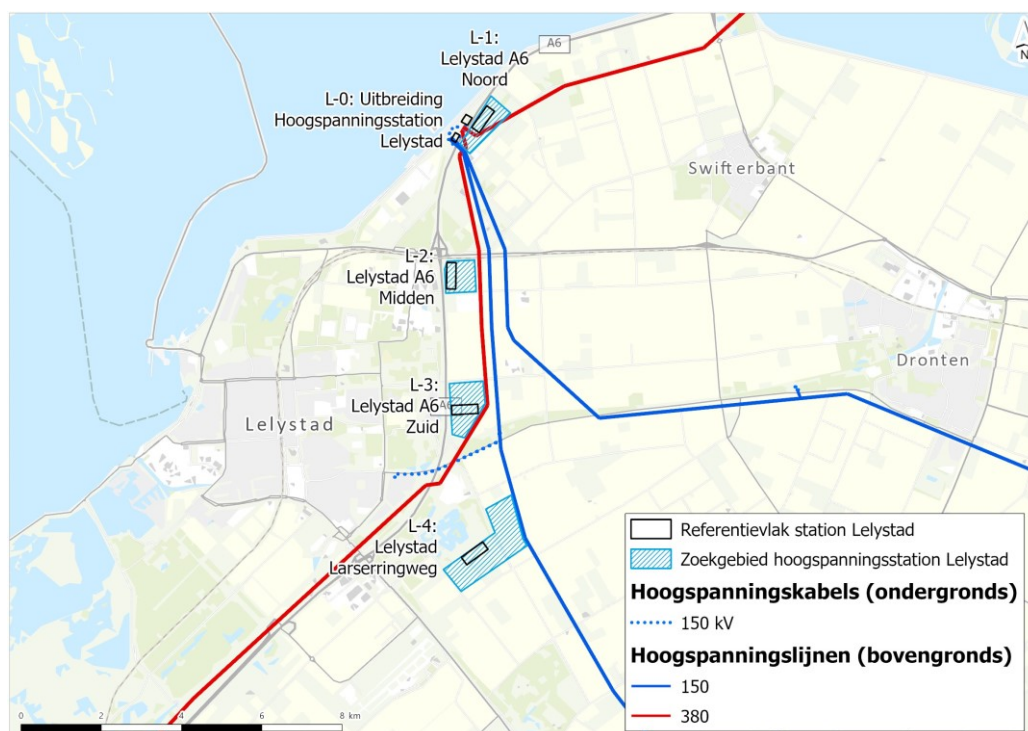 L-1:
Lelystad A6
Noord
A6
N
L-0: Uitbreiding
Hoogspanningsstation
Lelystad
Swifterbant
L-2:
Lelystad A6
Midden
Dronten
L-3:
Lelystad A6
Zuid
A6
Lelystad
L-4:
Lelystad
Larserringweg
Referentievlak station Lelystad
Zoekgebied hoogspanningsstation Lelystad
Hoogspanningskabels (ondergronds)
150 kV
Hoogspanningslijnen (bovengronds)
150
380
0 2 4 6 8 km